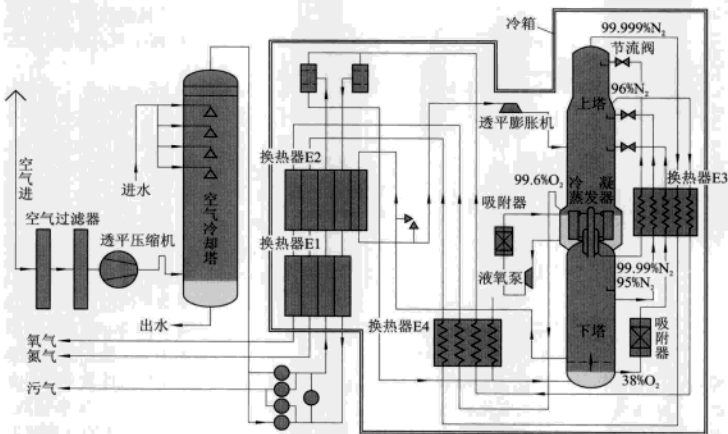 冷箱
99.999%N₂
节流阀
96%N₂
上塔
透平膨胀机
换热器E2
进水
空气进
空气冷却塔
空气过滤器
透平压缩机
99.6%O₂
冷凝
蒸发器
换热器E3
吸附器
换热器E1
液氧泵
99.99%N₂
95%N₂
出水
换热器E4
下塔
吸附器
氧气
氮气
污气
38%O₂